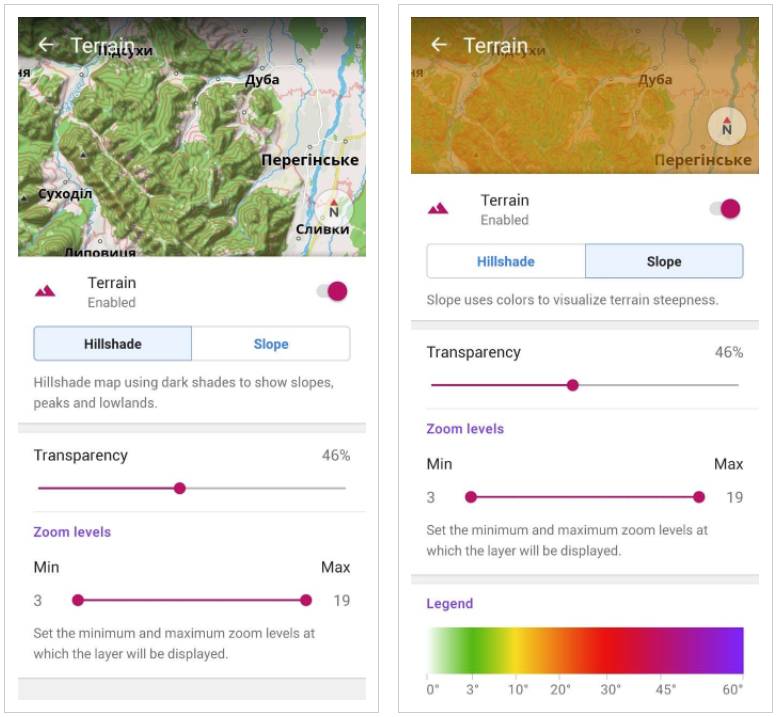 Terrain
Підсухи
ня
Дуба
Перегінське
Суходіл
N
Сливки
Липовиця
Terrain
Enabled
Hillshade
Slope
Hillshade map using dark shades to show slopes,
peaks and lowlands.
Transparency
46%
Zoom levels
Min
Max
3
19
Set the minimum and maximum zoom levels at
which the layer will be displayed.
Terrain
Підсухи
ня
Дуба
N
Перегінське
Terrain
Enabled
Hillshade
Slope
Slope uses colors to visualize terrain steepness.
Transparency
46%
Zoom levels
Min
Max
3
19
Set the minimum and maximum zoom levels at
which the layer will be displayed.
Legend
0° 3° 10° 20° 30° 45° 60°